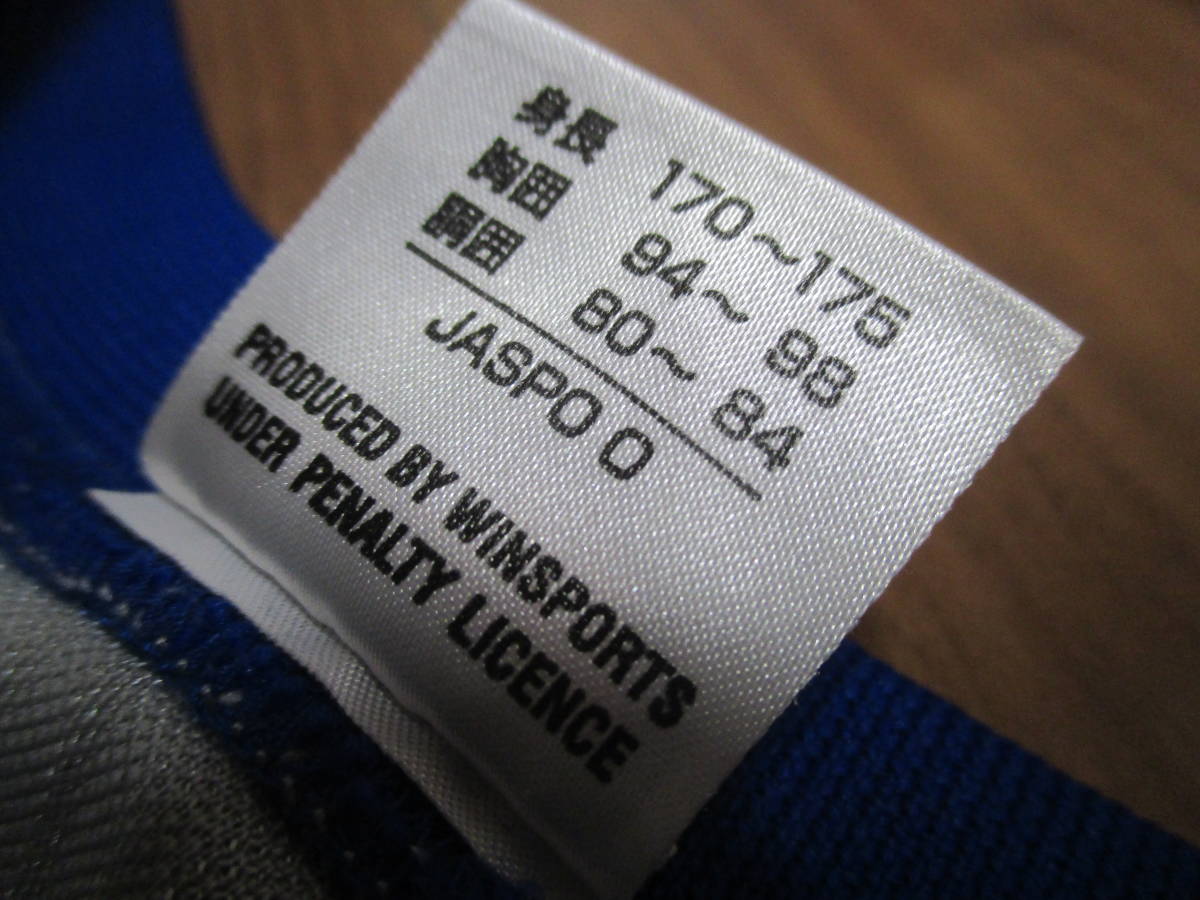 身長 170～175
胸囲 94～ 98
胴囲 80～ 84
JASPO O
PRODUCED BY WINSPORTS
UNDER PENALTY LICENCE